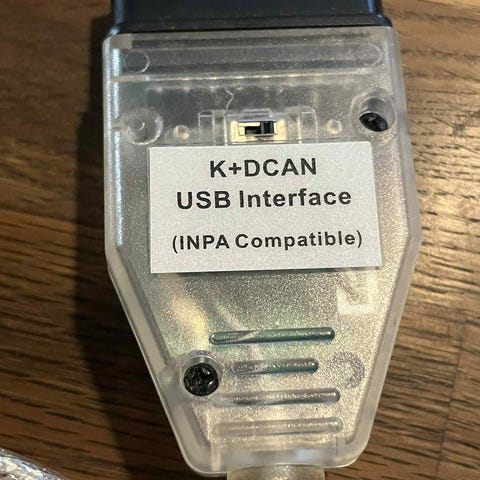 K+DCAN
USB Interface
(INPA Compatible)